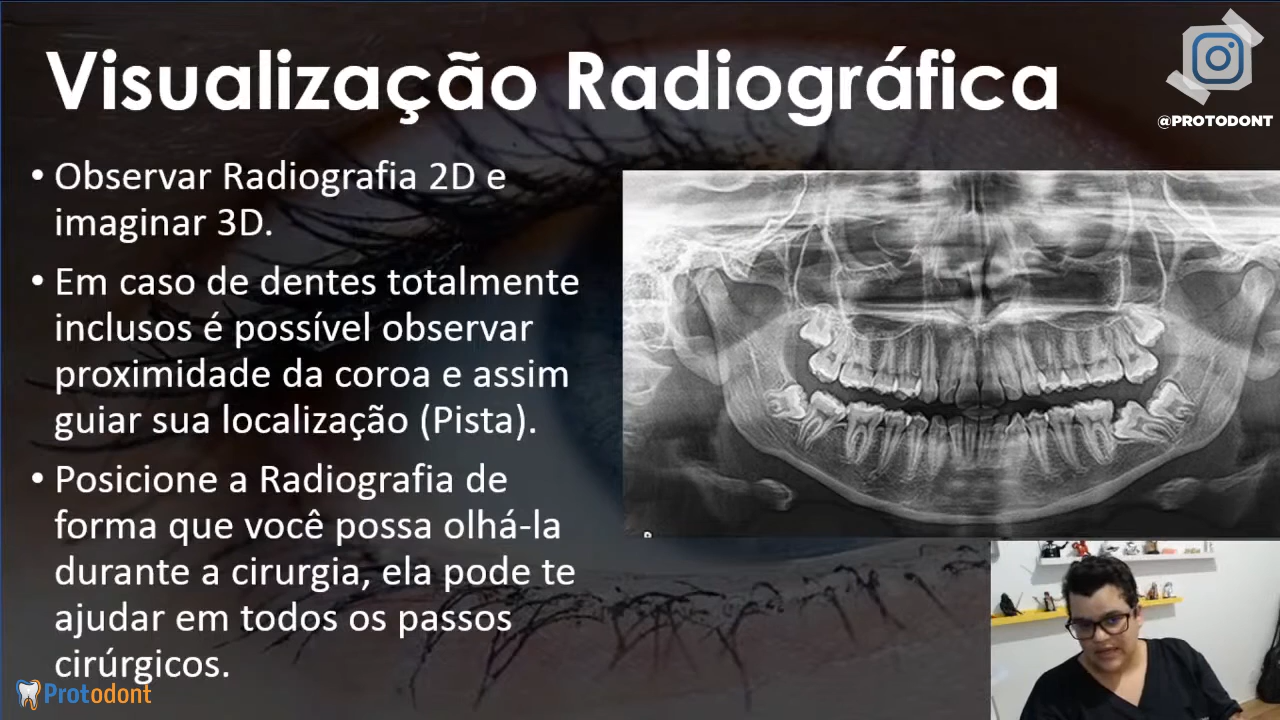 Visualização Radiográfica
@PROTODONT
• Observar Radiografia 2D e
imaginar 3D.
• Em caso de dentes totalmente
inclusos é possível observar
proximidade da coroa e assim
guiar sua localização (Pista).
• Posicione a Radiografia de
forma que você possa olhá-la
durante a cirurgia, ela pode te
ajudar em todos os passos
cirúrgicos.
Protodont